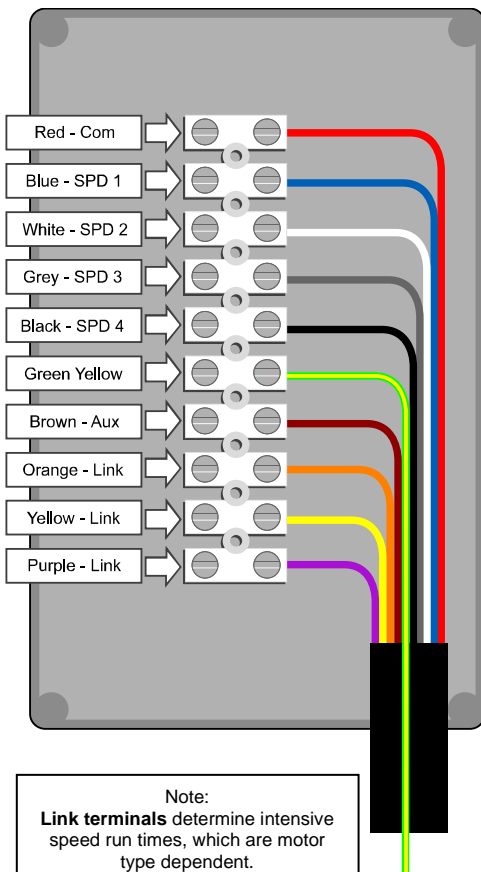 Red - Com
Blue - SPD 1
White - SPD 2
Grey - SPD 3
Black - SPD 4
Green Yellow
Brown - Aux
Orange - Link
Yellow - Link
Purple - Link
Note:
Link terminals determine intensive
speed run times, which are motor
type dependent.